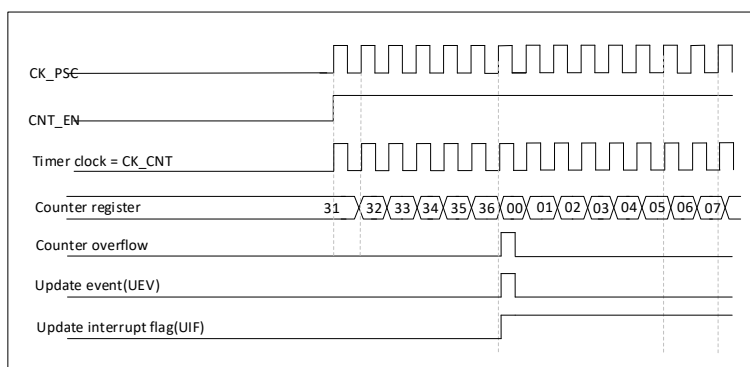 CK_PSC
CNT_EN
Timer clock = CK_CNT
Counter register 31 32 33 34 35 36 00 01 02 03 04 05 06 07
Counter overflow
Update event(UEV)
Update interrupt flag(UIF)